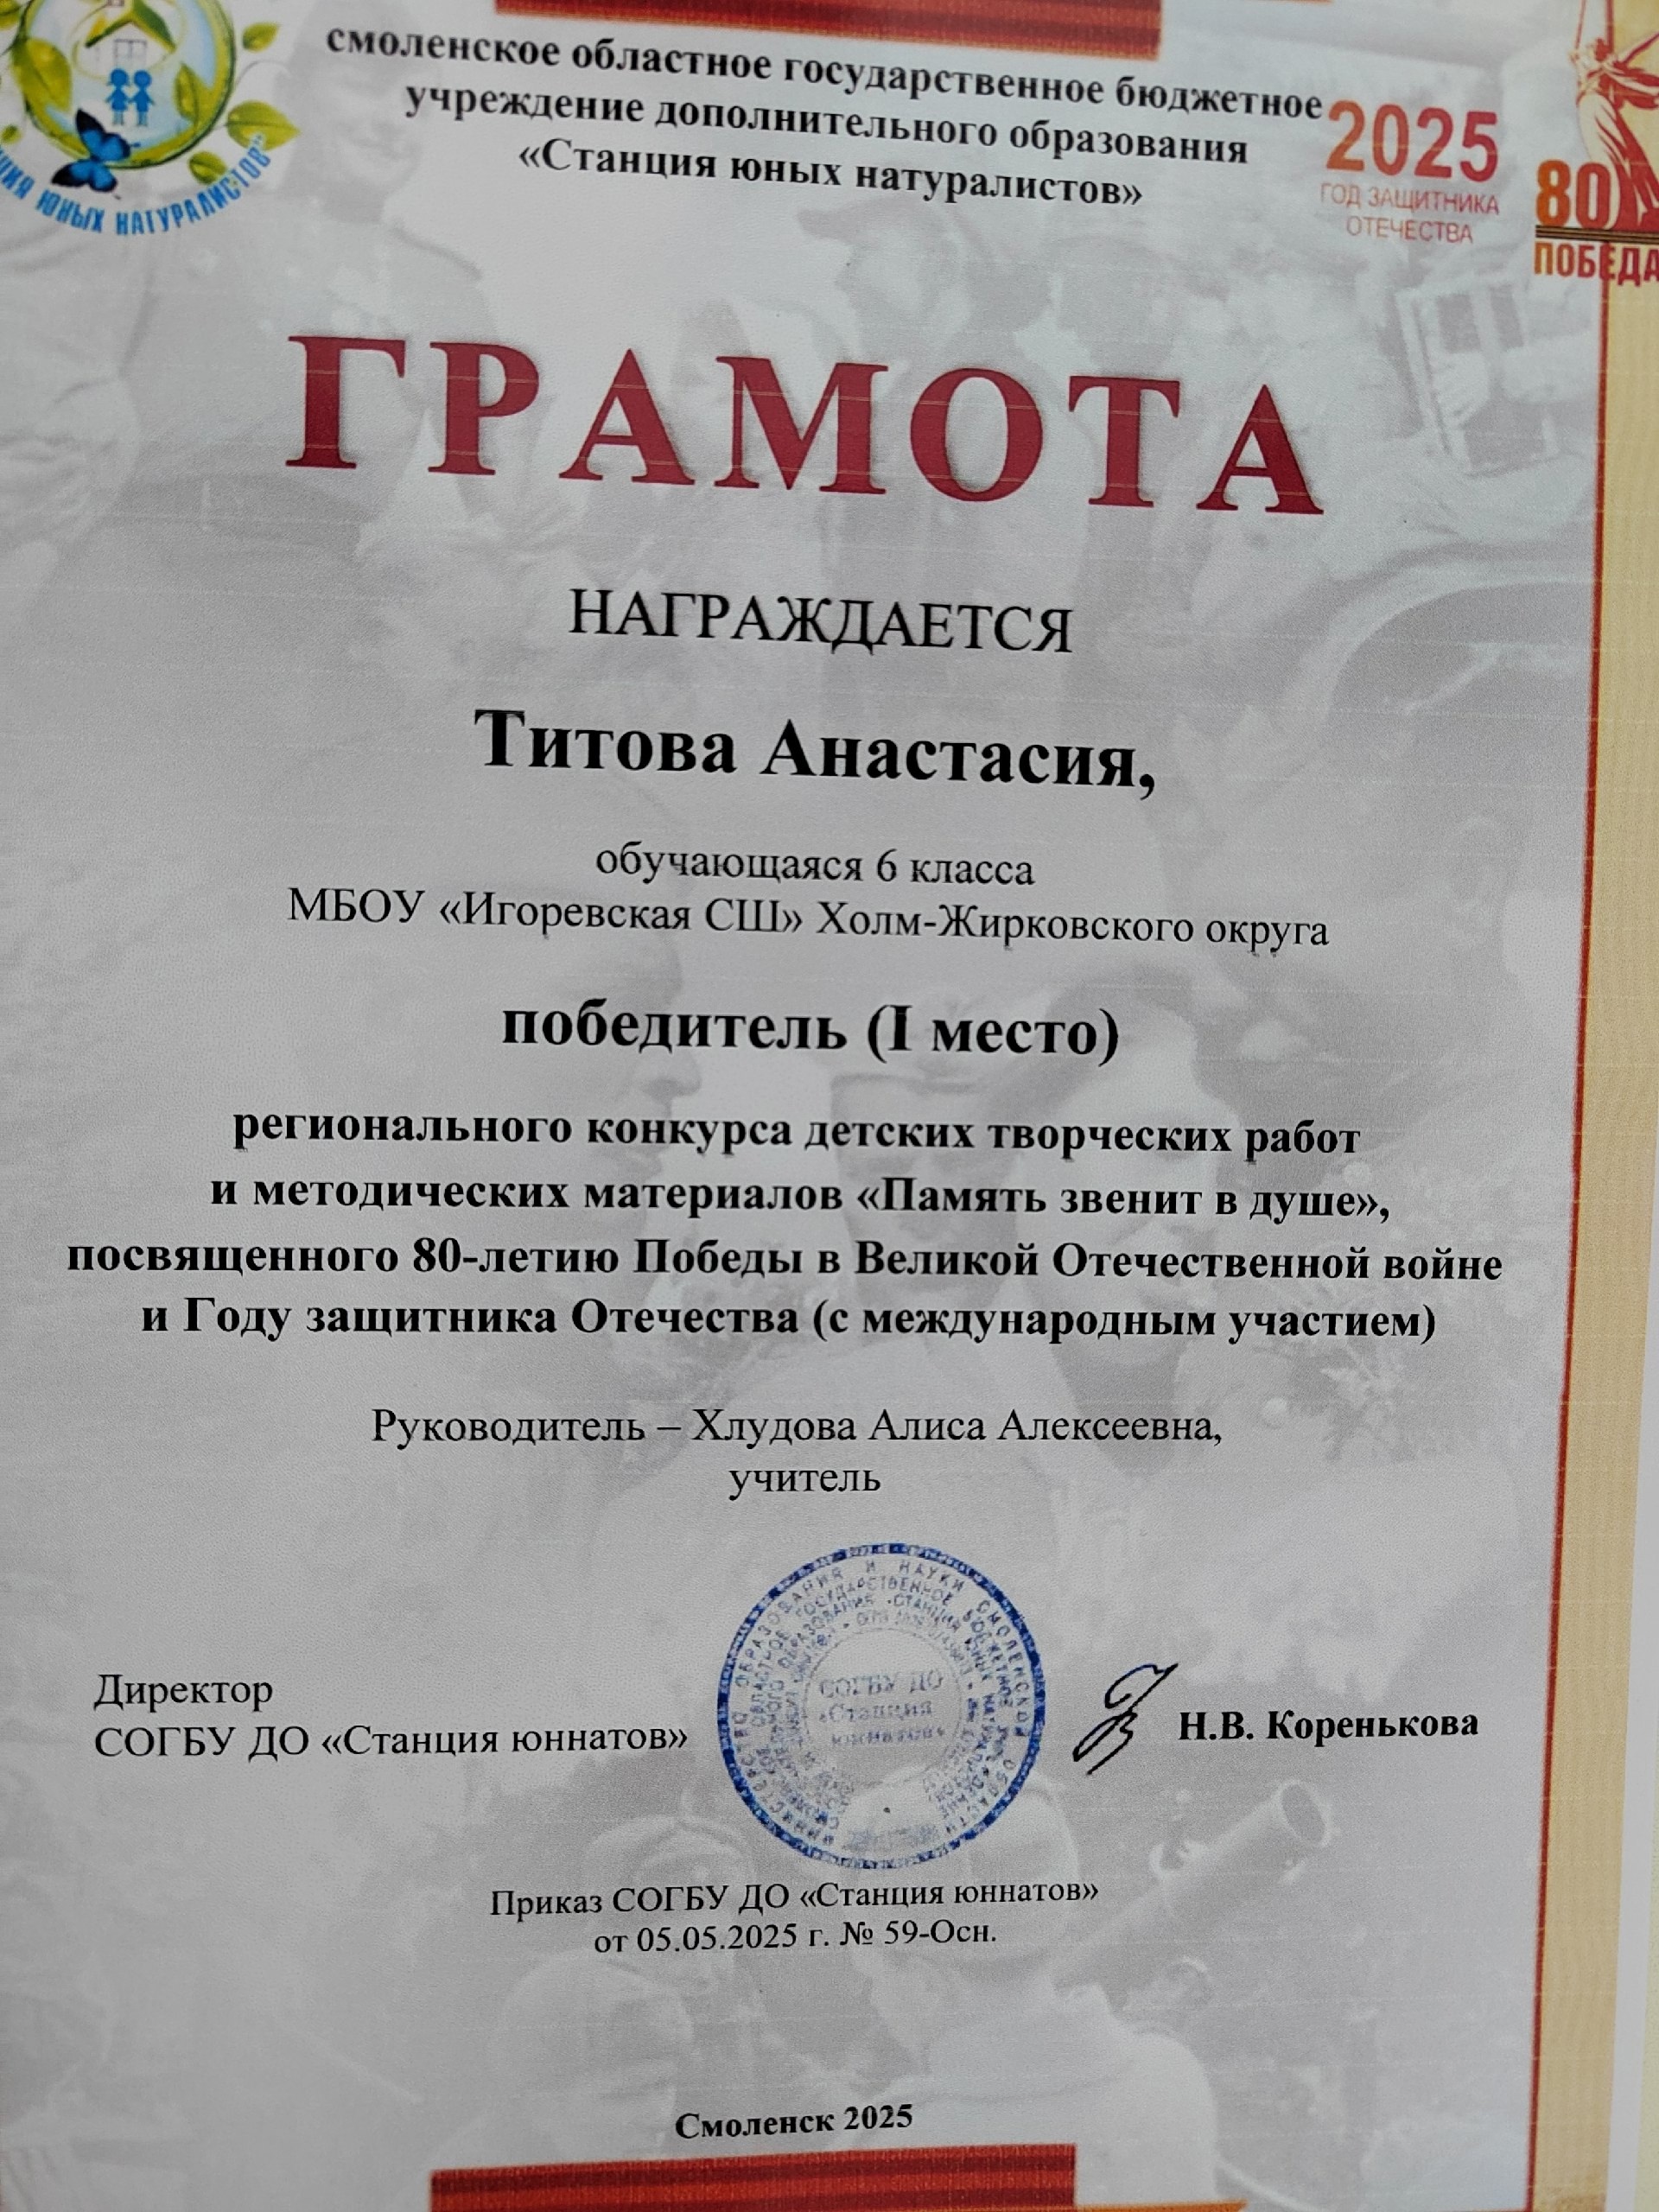 смоленское областное государственное бюджетное
учреждение дополнительного образования
«Станция юных натуралистов»
ЮНЫХ НАТУРАЛИСТОВ»
2025
ГОД ЗАЩИТНИКА
ОТЕЧЕСТВА
80
ПОБЕДА
ГРАМОТА
НАГРАЖДАЕТСЯ
Титова Анастасия,
обучающаяся 6 класса
МБОУ «Игоревская СШ» Холм-Жирковского округа
победитель (I место)
регионального конкурса детских творческих работ
и методических материалов «Память звенит в душе»,
посвященного 80-летию Победы в Великой Отечественной войне
и Году защитника Отечества (с международным участием)
Руководитель – Хлудова Алиса Алексеевна,
учитель
Директор
СОГБУ ДО «Станция юннатов»
СОГБУ ДО
«Станция
юннатов»
Н.В. Коренькова
Приказ СОГБУ ДО «Станция юннатов»
от 05.05.2025 г. № 59-Осн.
Смоленск 2025